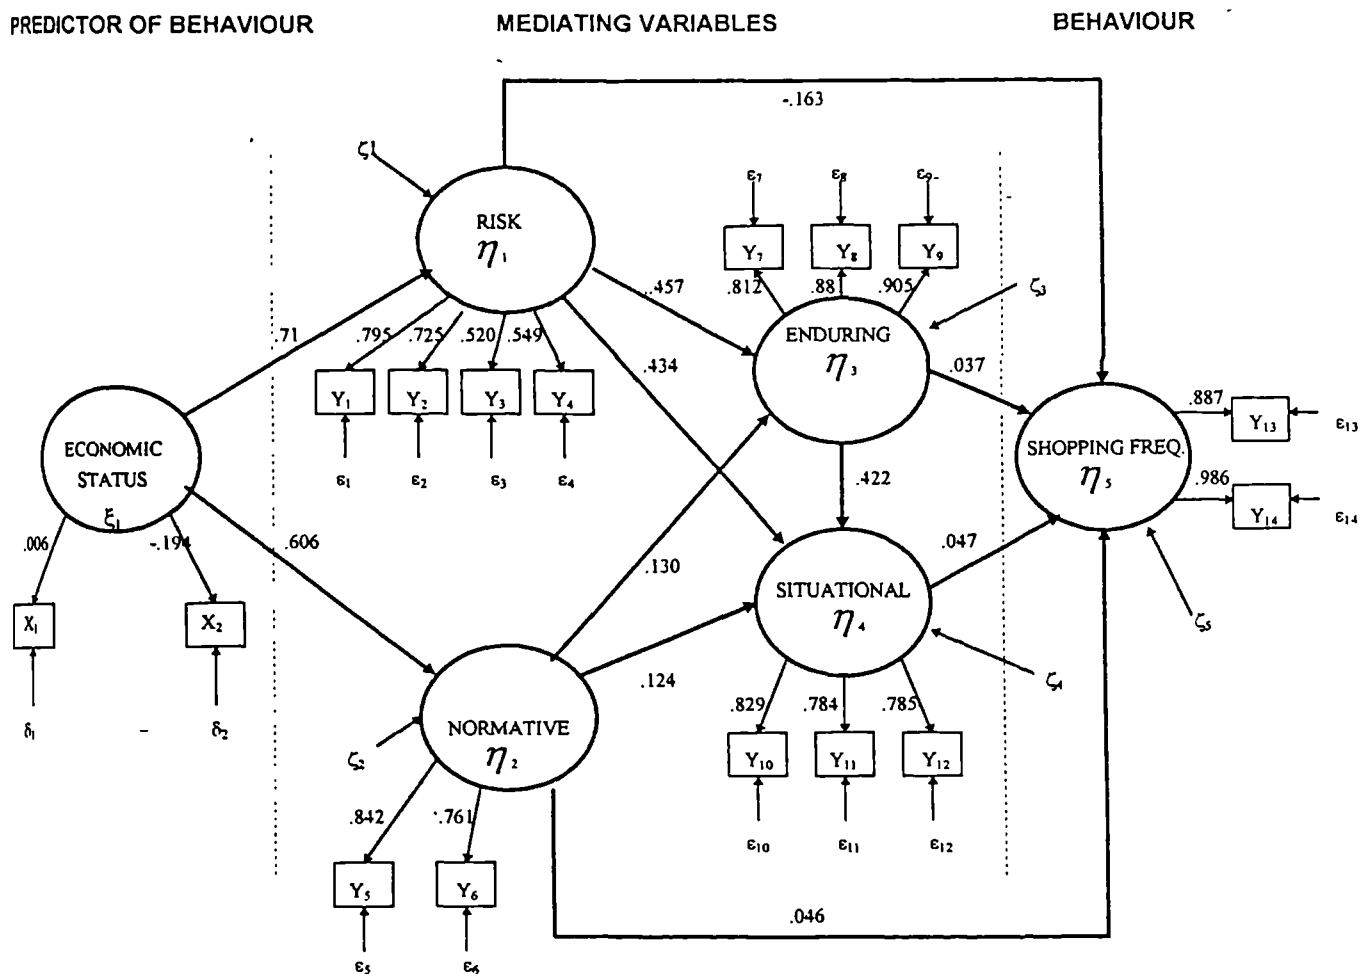 PREDICTOR OF BEHAVIOUR
MEDIATING VARIABLES
BEHAVIOUR
-.163
ζ1
RISK
η1
ε7
ε8
ε9-
Y7
Y8
Y9
.812
.88
.905
ζ3
.457
ENDURING
η3
.037
.71
.795
.725
.520
.549
.434
Y1
Y2
Y3
Y4
ε1
ε2
ε3
ε4
ECONOMIC
STATUS
ξ1
.006
-.194
X1
X2
δ1
δ2
.606
.422
.887
Y13
ε13
SHOPPING FREQ.
η5
.986
Y14
ε14
ζ5
.130
.047
SITUATIONAL
η4
ζ4
.124
.829
.784
.785
Y10
Y11
Y12
ε10
ε11
ε12
NORMATIVE
η2
ζ2
.842
.761
Y5
Y6
ε5
ε6
.046